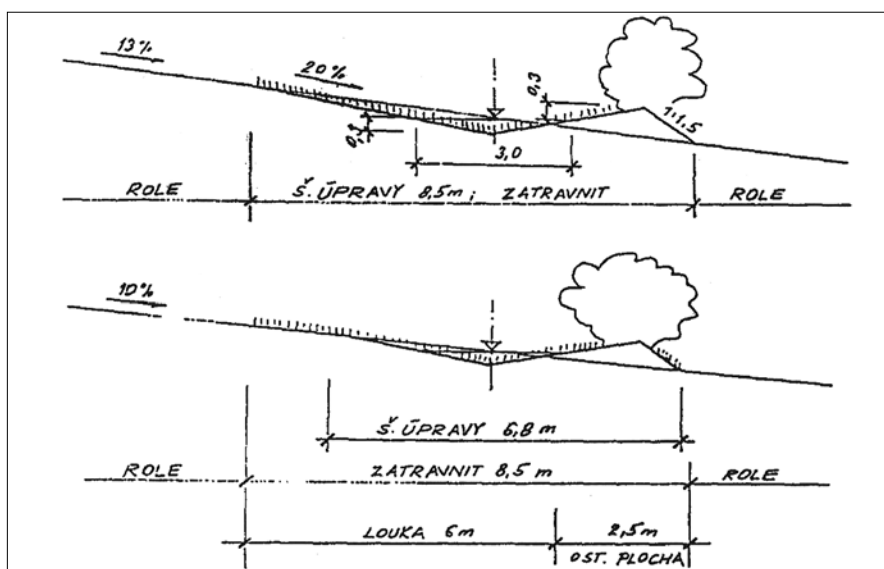 13%
20%
0,3
1:1,5
0,3
3,0
ROLE
Š. ÚPRAVY 8,5m; ZATRAVNIT
ROLE
10%
Š. ÚPRAVY 6,8 m
ROLE
ZATRAVNIT 8,5 m
ROLE
LOUKA 6m
2,5m
OST. PLOCHA